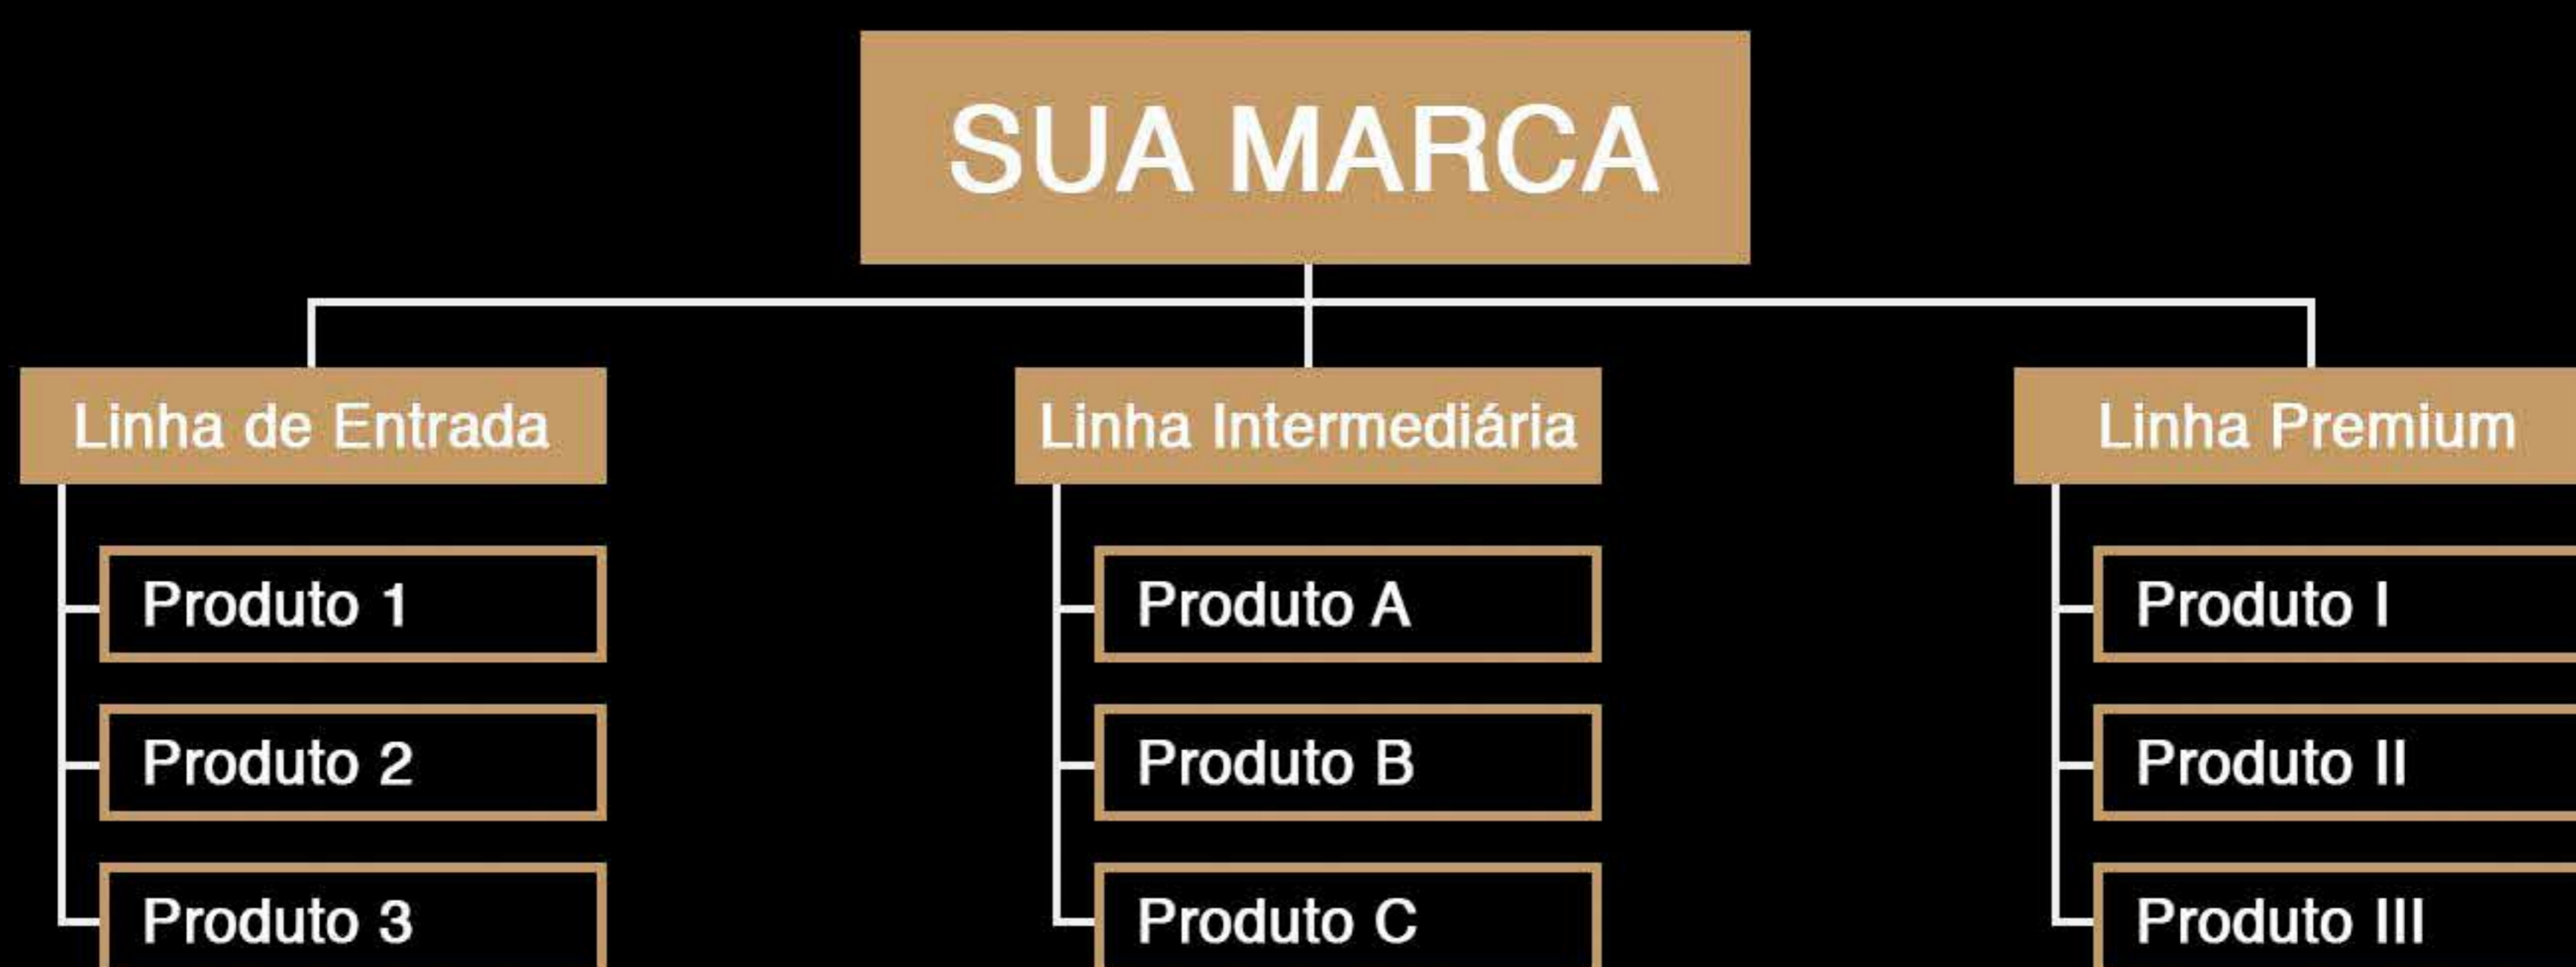 SUA MARCA
Linha de Entrada
Produto 1
Produto 2
Produto 3
Linha Intermediária
Produto A
Produto B
Produto C
Linha Premium
Produto I
Produto II
Produto III